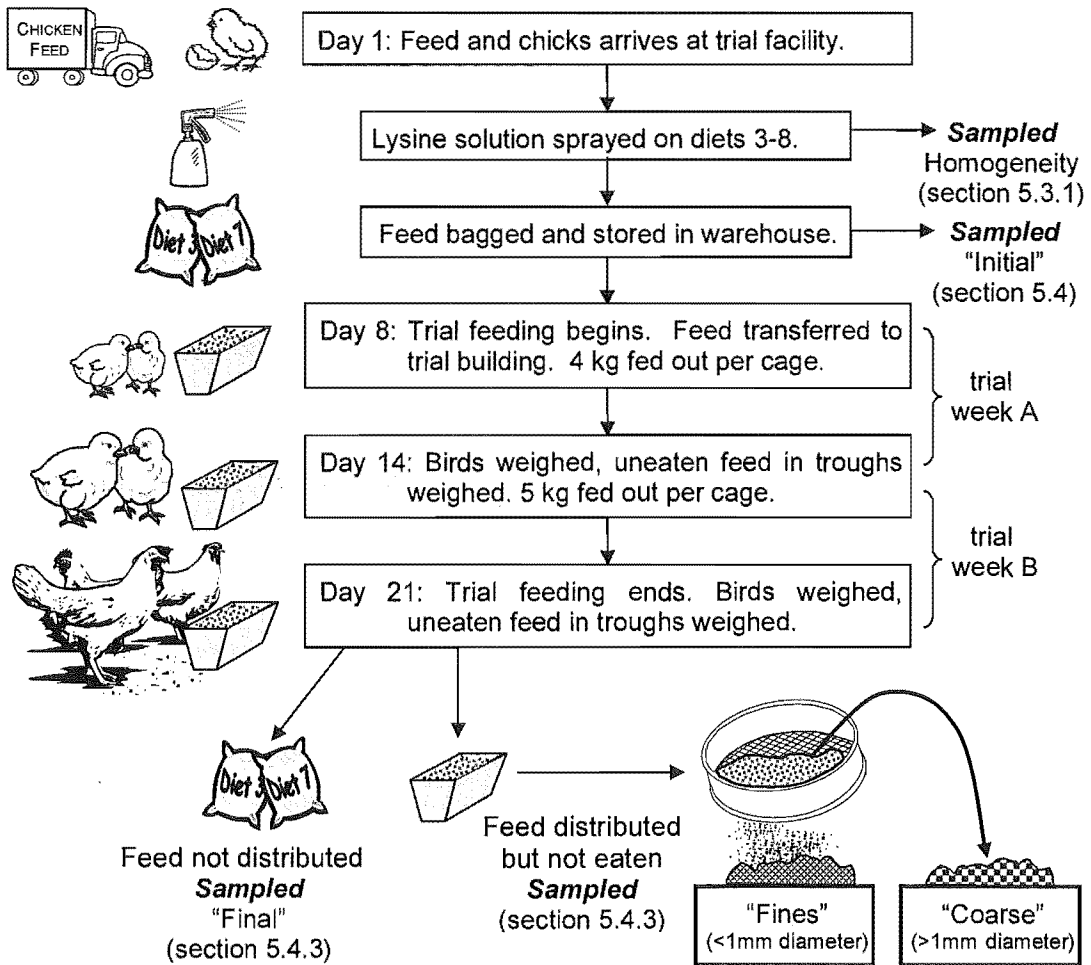 CHICKEN
FEED
Day 1: Feed and chicks arrives at trial facility.
Lysine solution sprayed on diets 3-8.
Sampled
Homogeneity
(section 5.3.1)
Diet 3 Diet 7
Feed bagged and stored in warehouse.
Sampled
"Initial"
(section 5.4)
Day 8: Trial feeding begins. Feed transferred to
trial building. 4 kg fed out per cage.
trial
week A
Day 14: Birds weighed, uneaten feed in troughs
weighed. 5 kg fed out per cage.
trial
week B
Day 21: Trial feeding ends. Birds weighed,
uneaten feed in troughs weighed.
Diet 3 Diet 7
Feed not distributed
Sampled
"Final"
(section 5.4.3)
Feed distributed
but not eaten
Sampled
(section 5.4.3)
"Fines"
(<1mm diameter)
"Coarse"
(>1mm diameter)